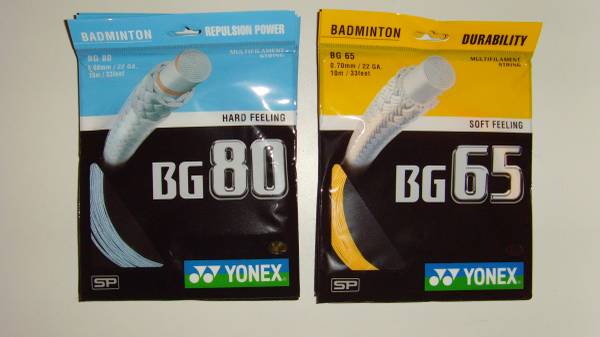 BADMINTON
REPULSION POWER
BG 80
0.68mm / 22 GA.
10m / 33feet
MULTIFILAMENT
STRING
HARD FEELING
BG80
SP
YONEX
BADMINTON
DURABILITY
BG 65
0.70mm / 22 GA.
10m / 33feet
MULTIFILAMENT
STRING
SOFT FEELING
BG65
SP
YONEX